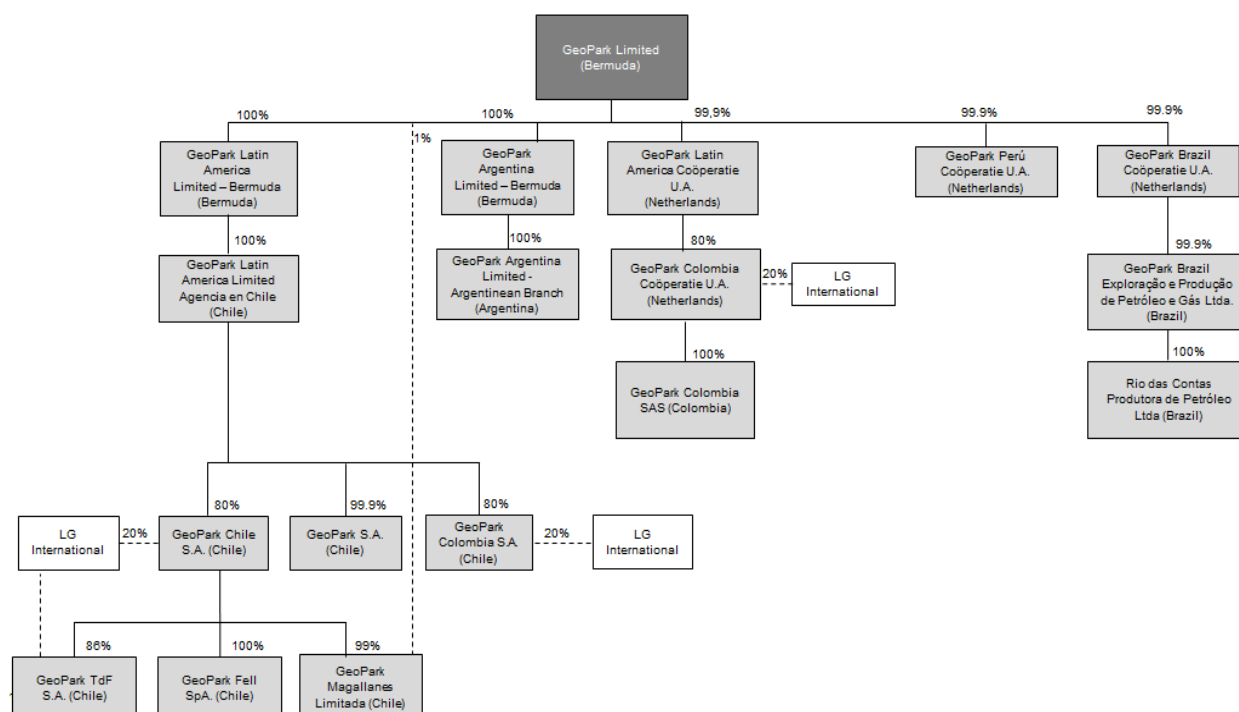 GeoPark Limited
(Bermuda)
100%
100%
99,9%
99.9%
99.9%
1%
GeoPark Latin
America
Limited – Bermuda
(Bermuda)
GeoPark
Argentina
Limited – Bermuda
(Bermuda)
GeoPark Latin
America Coöperatie
U.A.
(Netherlands)
GeoPark Perú
Coöperatie U.A.
(Netherlands)
GeoPark Brazil
Coöperatie U.A.
(Netherlands)
100%
100%
80%
99.9%
GeoPark Latin
America Limited
Agencia en Chile
(Chile)
GeoPark Argentina
Limited -
Argentinean Branch
(Argentina)
GeoPark Colombia
Coöperatie U.A.
(Netherlands)
20%
LG
International
GeoPark Brazil
Exploração e Produção
de Petróleo e Gás Ltda.
(Brazil)
100%
100%
GeoPark Colombia
SAS (Colombia)
Rio das Contas
Produtora de Petróleo
Ltda (Brazil)
80%
99.9%
80%
LG
International
20%
GeoPark Chile
S.A. (Chile)
GeoPark S.A.
(Chile)
GeoPark
Colombia S.A.
(Chile)
20%
LG
International
86%
100%
99%
GeoPark TdF
S.A. (Chile)
GeoPark Fell
SpA. (Chile)
GeoPark
Magallanes
Limitada (Chile)